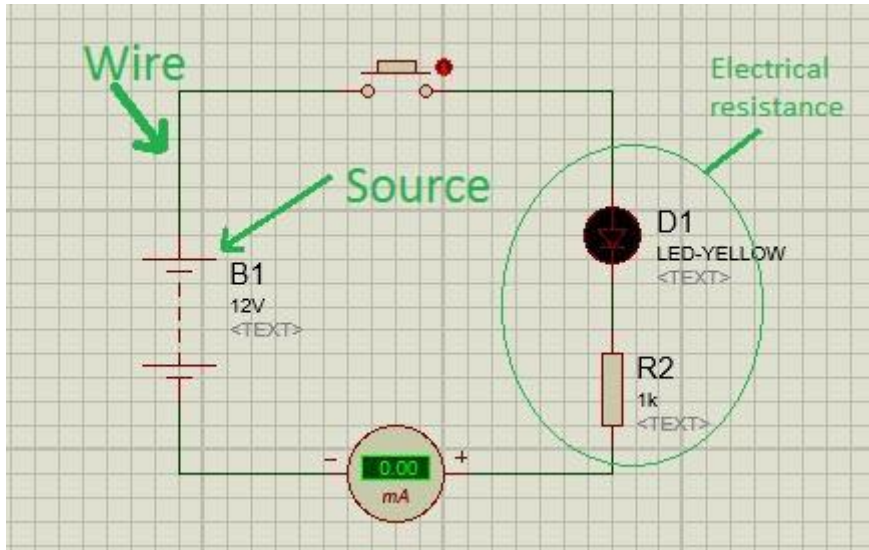 Wire
Electrical
resistance
Source
D1
LED-YELLOW
<TEXT>
B1
12V
<TEXT>
R2
1k
<TEXT>
− +
0.00
mA